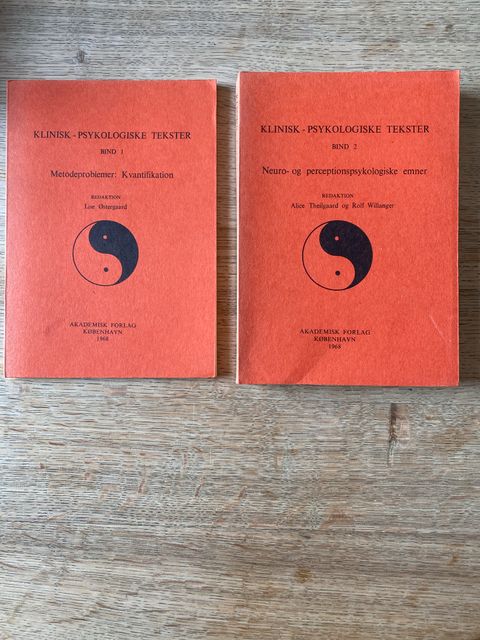 KLINISK - PSYKOLOGISKE TEKSTER
BIND 1
Metodeproblemer: Kvantifikation
REDAKTION
Lise Østergaard
AKADEMISK FORLAG
KØBENHAVN
1968
KLINISK - PSYKOLOGISKE TEKSTER
BIND 2
Neuro- og perceptionspsykologiske emner
REDAKTION
Alice Theilgaard og Rolf Willanger
AKADEMISK FORLAG
KØBENHAVN
1968